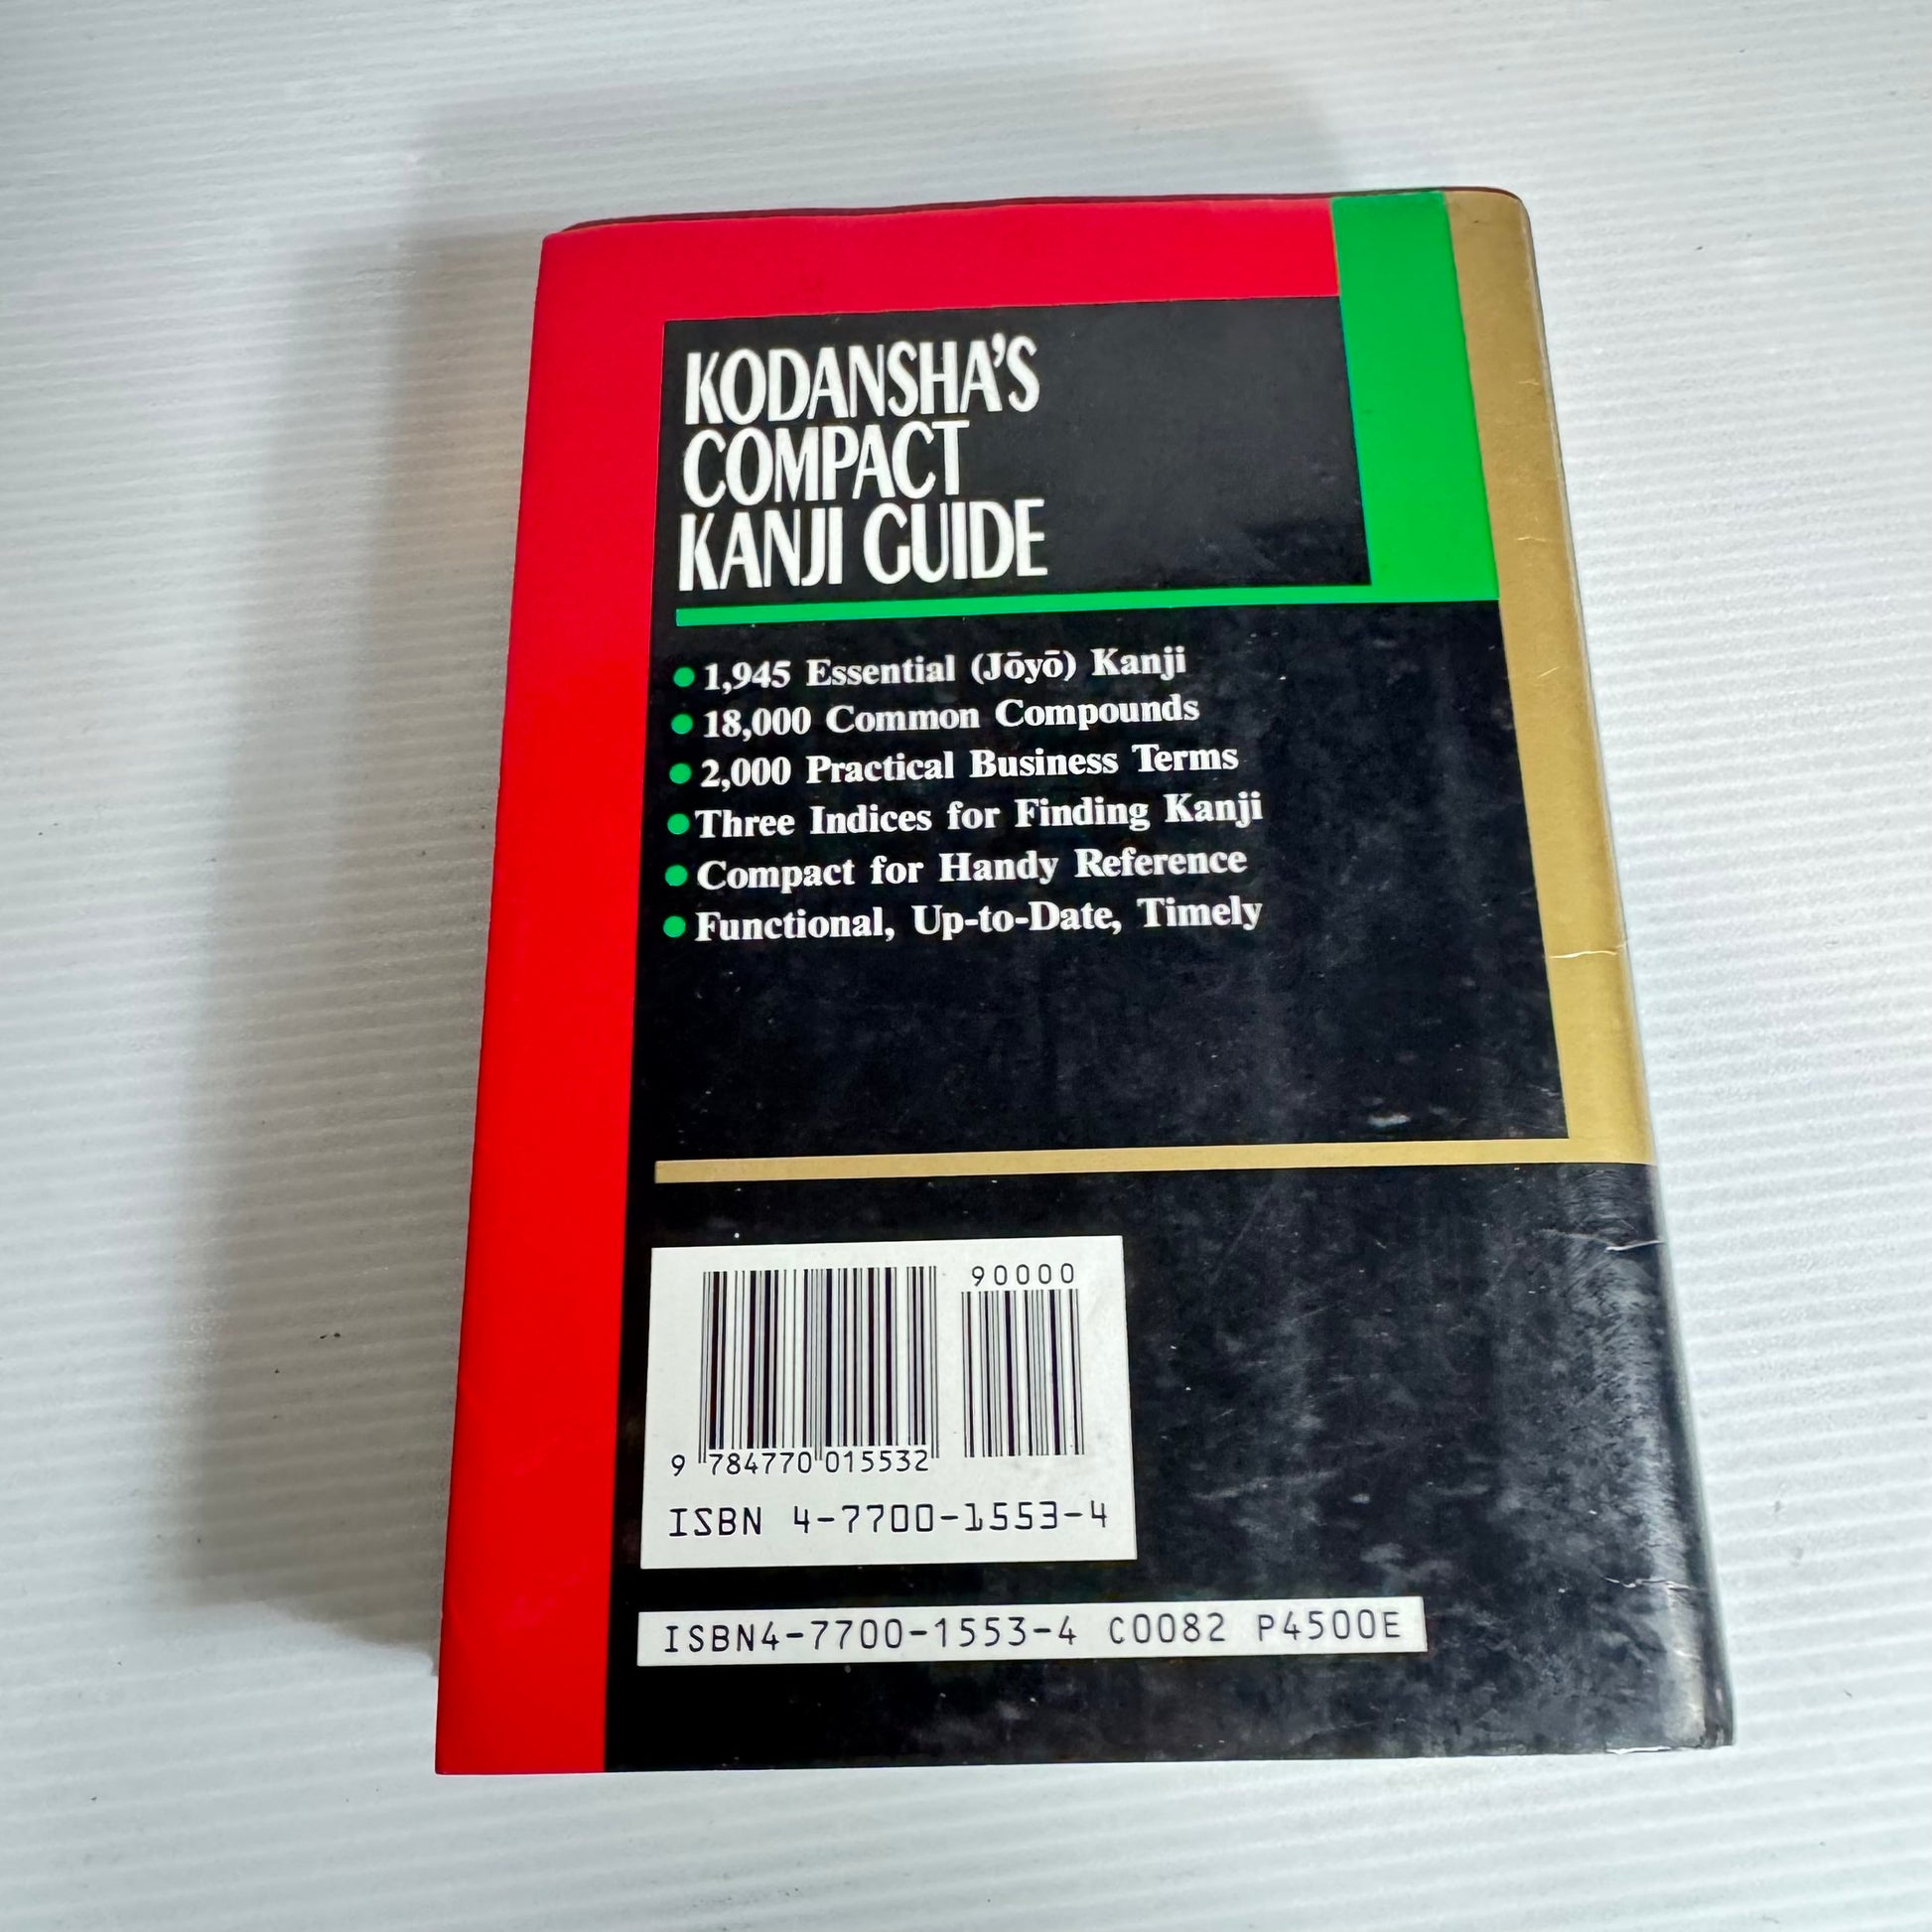 KODANSHA'S
COMPACT
KANJI GUIDE
● 1,945 Essential (Jōyō) Kanji
● 18,000 Common Compounds
● 2,000 Practical Business Terms
● Three Indices for Finding Kanji
● Compact for Handy Reference
● Functional, Up-to-Date, Timely
90000
9 784770 015532
ISBN 4-7700-1553-4
ISBN4-7700-1553-4 C0082 P4500E